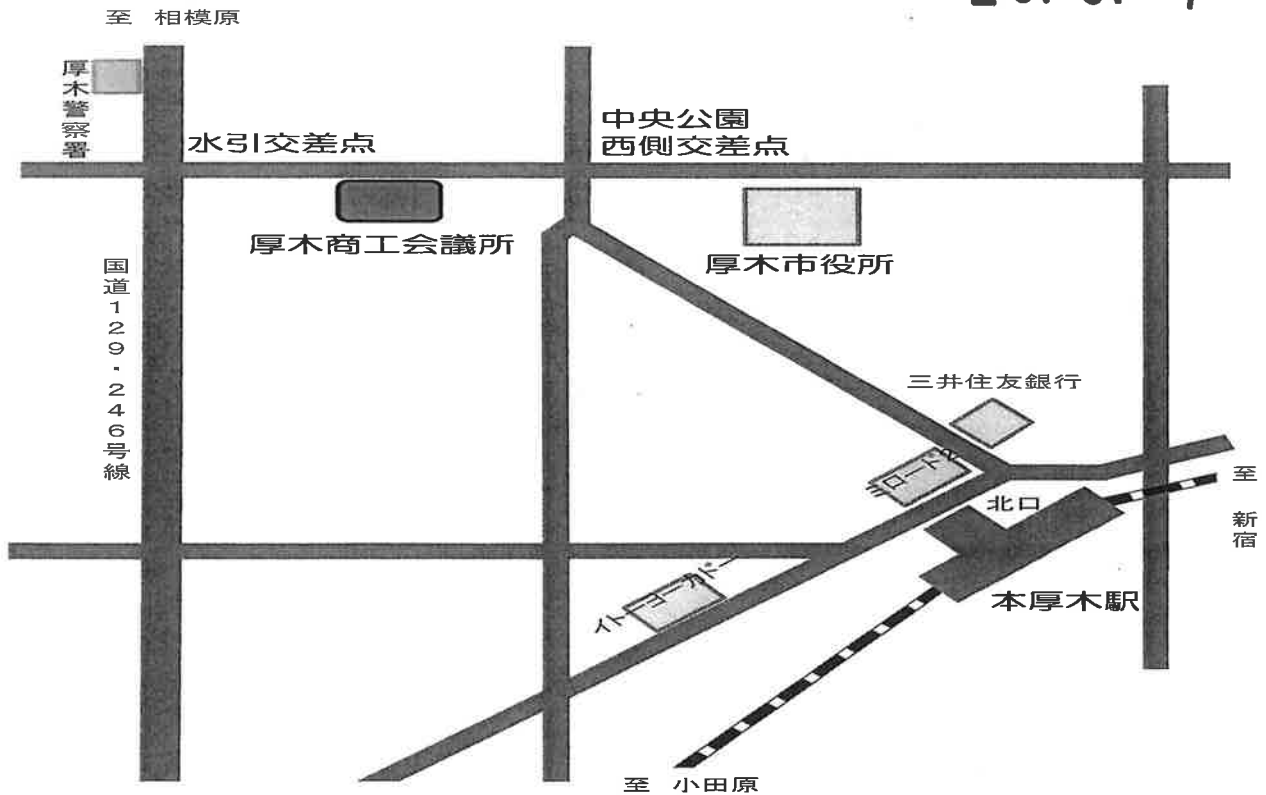 至 相模原
厚木警察署
水引交差点
中央公園
西側交差点
厚木商工会議所
厚木市役所
国道129・246号線
三井住友銀行
北口
至 新宿
イトーヨーカドー
本厚木駅
至 小田原